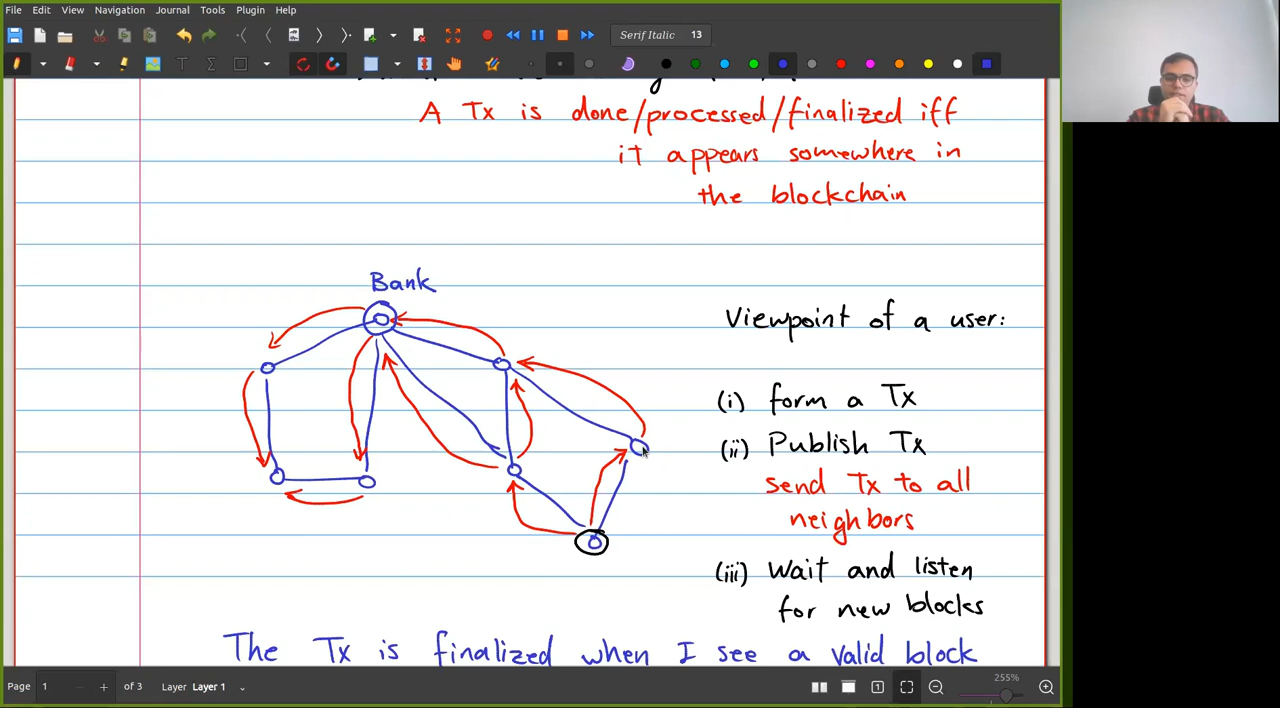 File Edit View Navigation Journal Tools Plugin Help
Serif Italic 13
A Tx is done/processed/finalized iff
it appears somewhere in
the blockchain
Bank
Viewpoint of a user:
(i) form a Tx
(ii) Publish Tx
send Tx to all
neighbors
(iii) Wait and listen
for new blocks
The Tx is finalized when I see a valid block
Page 1 of 3 Layer Layer 1 255%